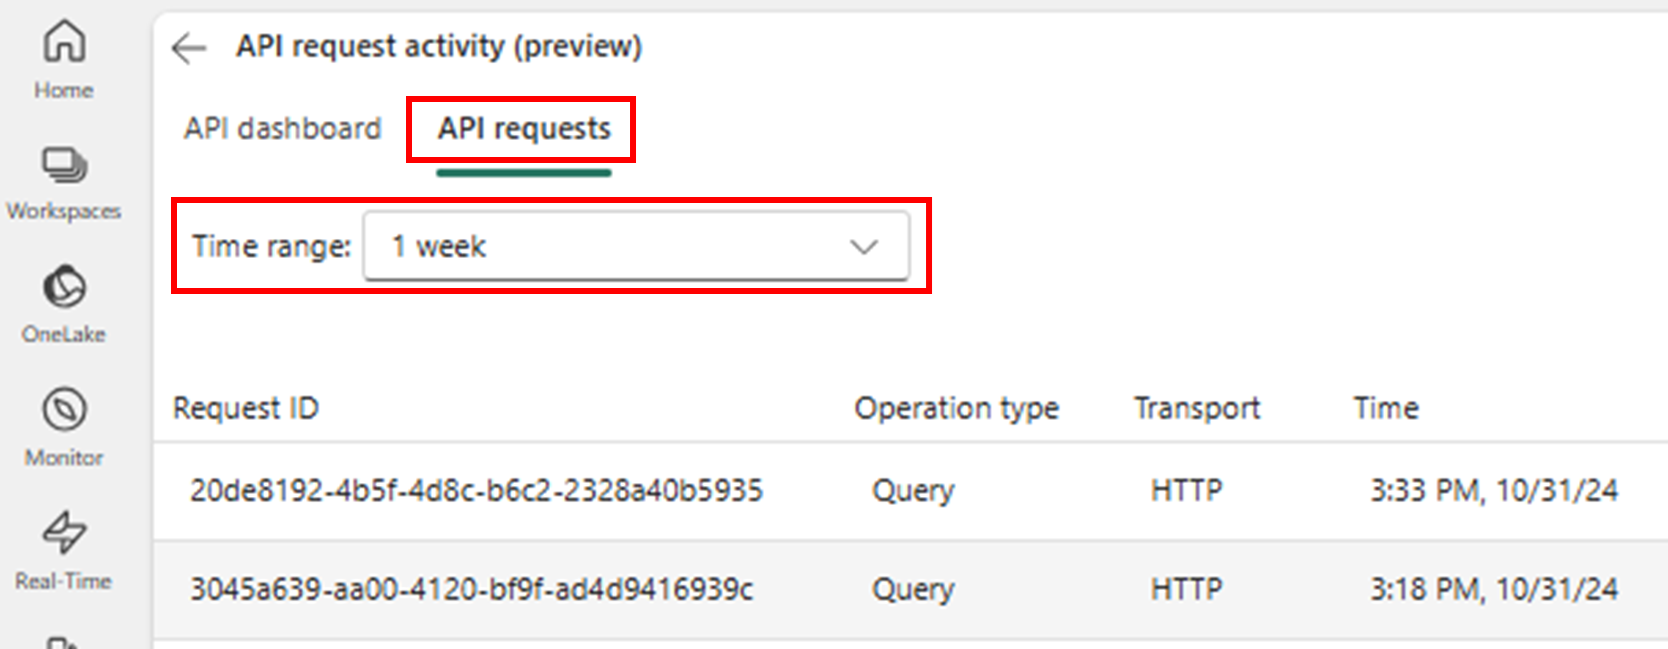 Home
Workspaces
OneLake
Monitor
Real-Time
API request activity (preview)
API dashboard API requests
Time range: 1 week
Request ID Operation type Transport Time
20de8192-4b5f-4d8c-b6c2-2328a40b5935 Query HTTP 3:33 PM, 10/31/24
3045a639-aa00-4120-bf9f-ad4d9416939c Query HTTP 3:18 PM, 10/31/24